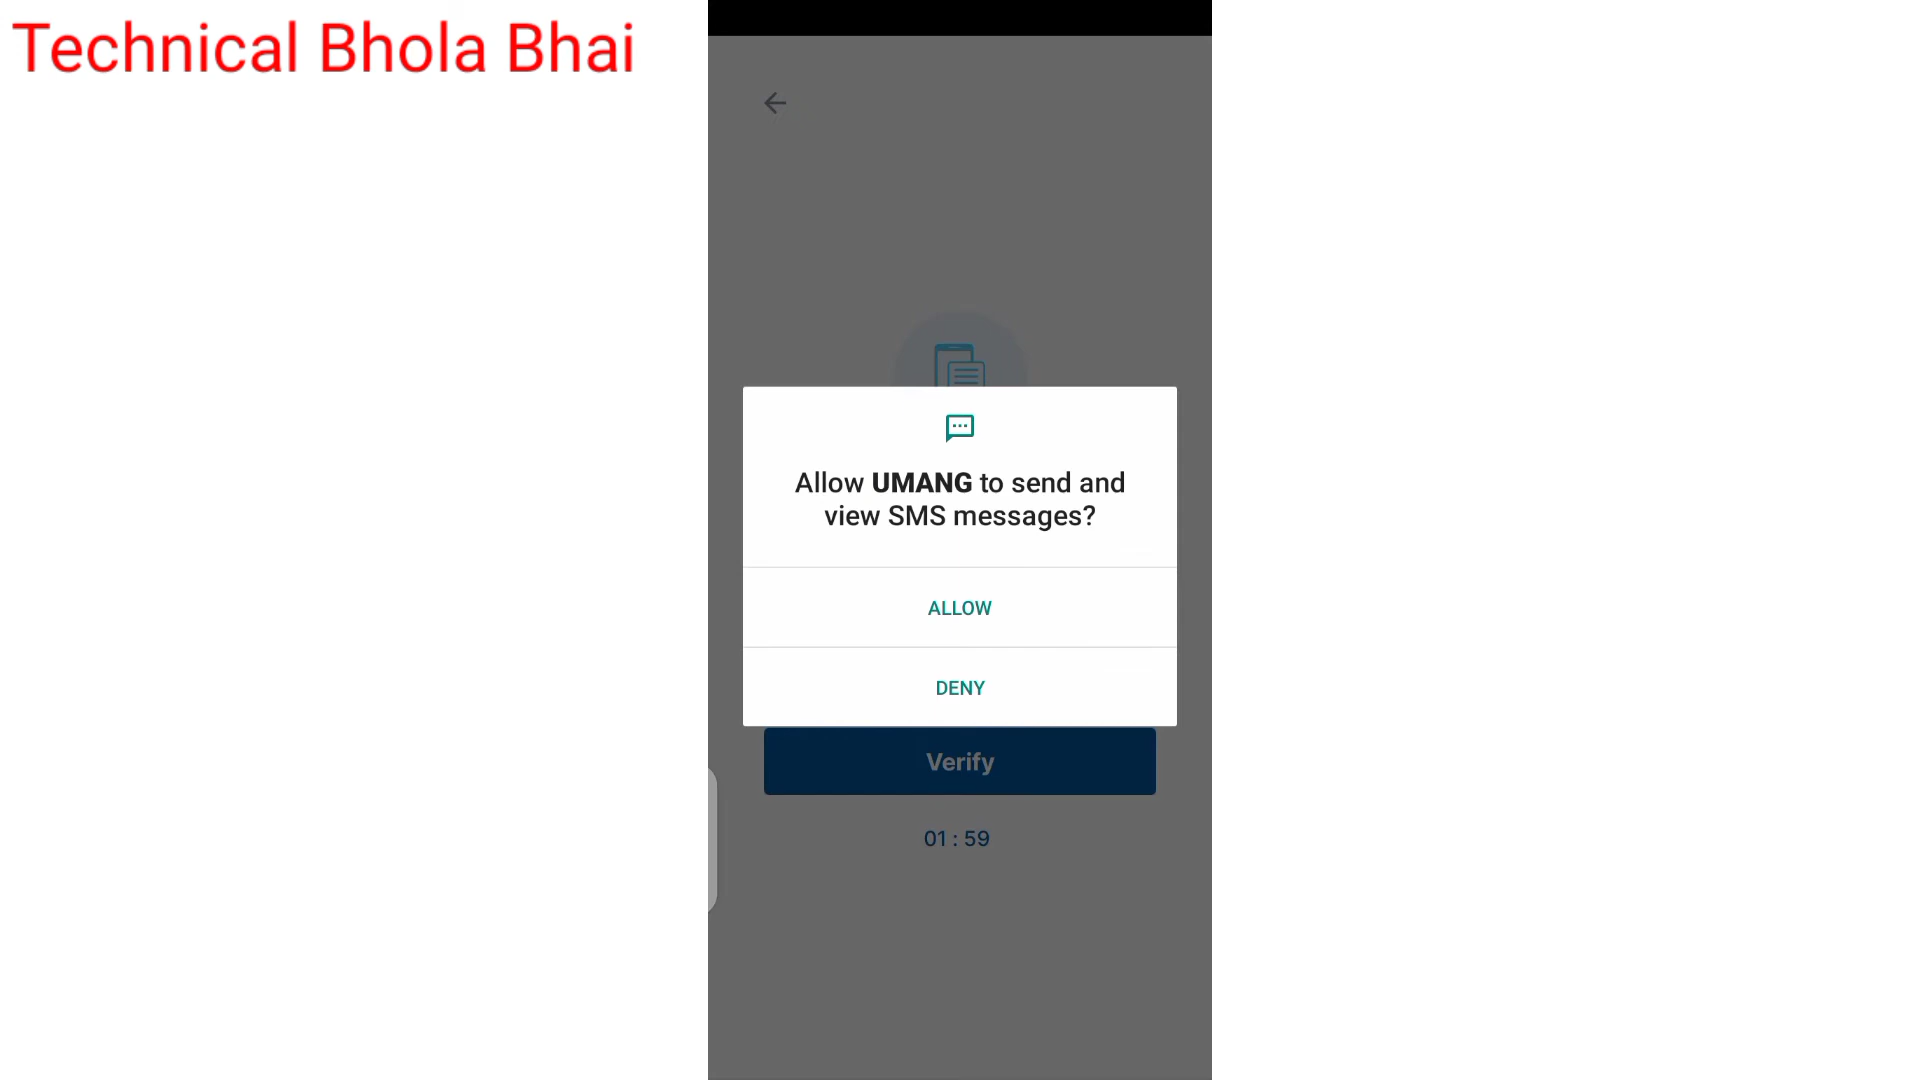 Technical Bhola Bhai
Allow UMANG to send and
view SMS messages?
ALLOW
DENY
Verify
01 : 59